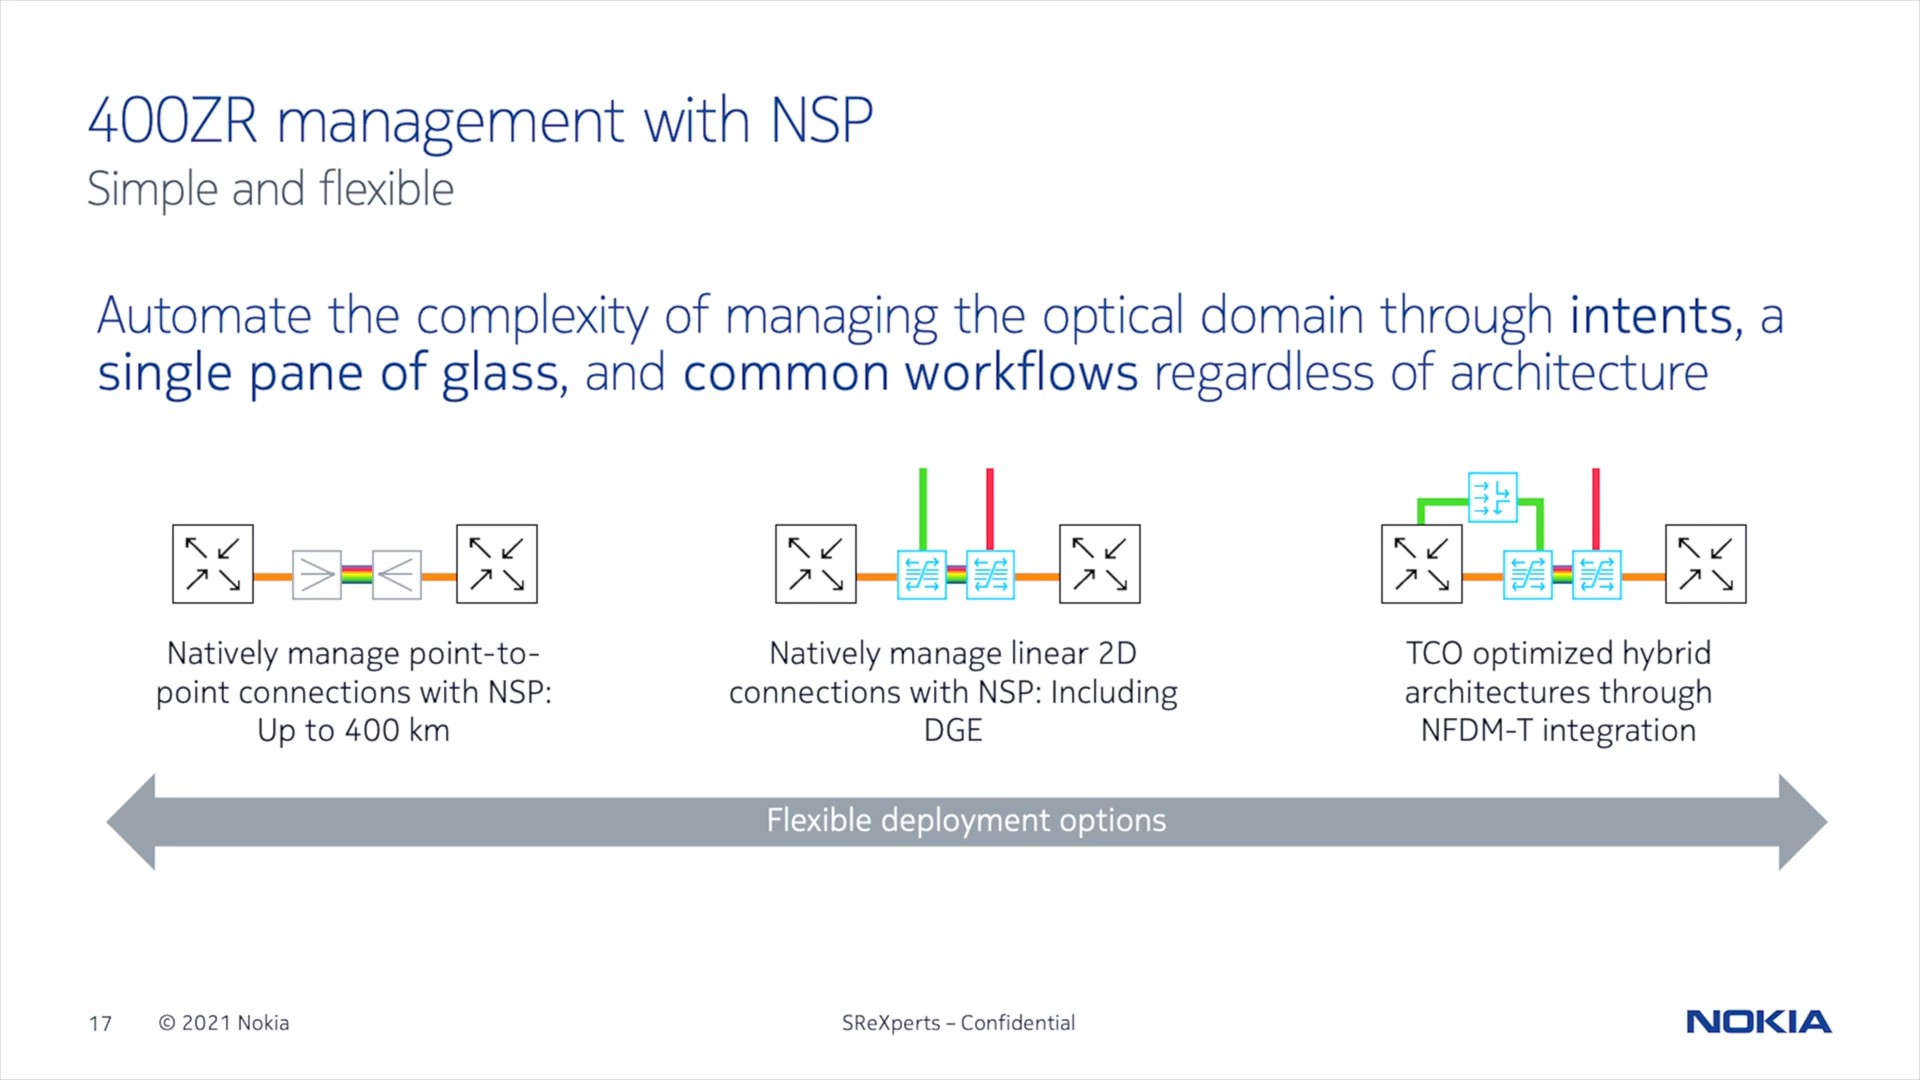 400ZR management with NSP
Simple and flexible
Automate the complexity of managing the optical domain through intents, a
single pane of glass, and common workflows regardless of architecture
Natively manage point-to-
point connections with NSP:
Up to 400 km
Natively manage linear 2D
connections with NSP: Including
DGE
TCO optimized hybrid
architectures through
NFDM-T integration
Flexible deployment options
17
© 2021 Nokia
SReXperts – Confidential
NOKIA